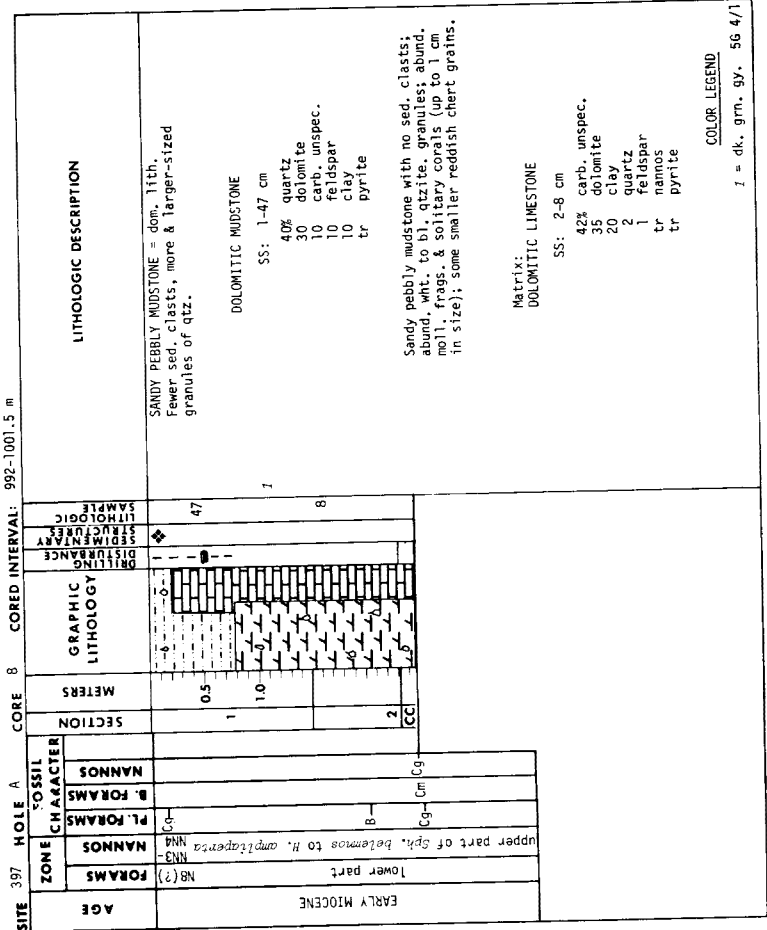 SITE 397 HOLE A CORE 8 CORED INTERVAL: 992-1001.5 m
AGE
ZONE
FORAMS
NANNOS
FOSSIL
CHARACTER
PL. FORAMS
B. FORAMS
NANNOS
SECTION
METERS
GRAPHIC
LITHOLOGY
DRILLING
DISTURBANCE
SEDIMENTARY
STRUCTURES
LITHOLOGIC
SAMPLE
LITHOLOGIC DESCRIPTION
EARLY MIOCENE
N8(?)
lower part
NN3-
NN4
upper part of Sph. belemnos to H. ampliaperta
Cg
B
Cg
Cm
Cg
1
2
CC
0.5
1.0
47
8
1
SANDY PEBBLY MUDSTONE = dom. lith.
Fewer sed. clasts, more & larger-sized
granules of qtz.
DOLOMITIC MUDSTONE
SS: 1-47 cm
40% quartz
30 dolomite
10 carb. unspec.
10 feldspar
10 clay
tr pyrite
Sandy pebbly mudstone with no sed. clasts;
abund. wht. to bl. qtzite. granules; abund.
moll. frags. & solitary corals (up to 1 cm
in size); some smaller reddish chert grains.
Matrix:
DOLOMITIC LIMESTONE
SS: 2-8 cm
42% carb. unspec.
35 dolomite
20 clay
2 quartz
1 feldspar
tr nannos
tr pyrite
COLOR LEGEND
1 = dk. grn. gy. 5G 4/1